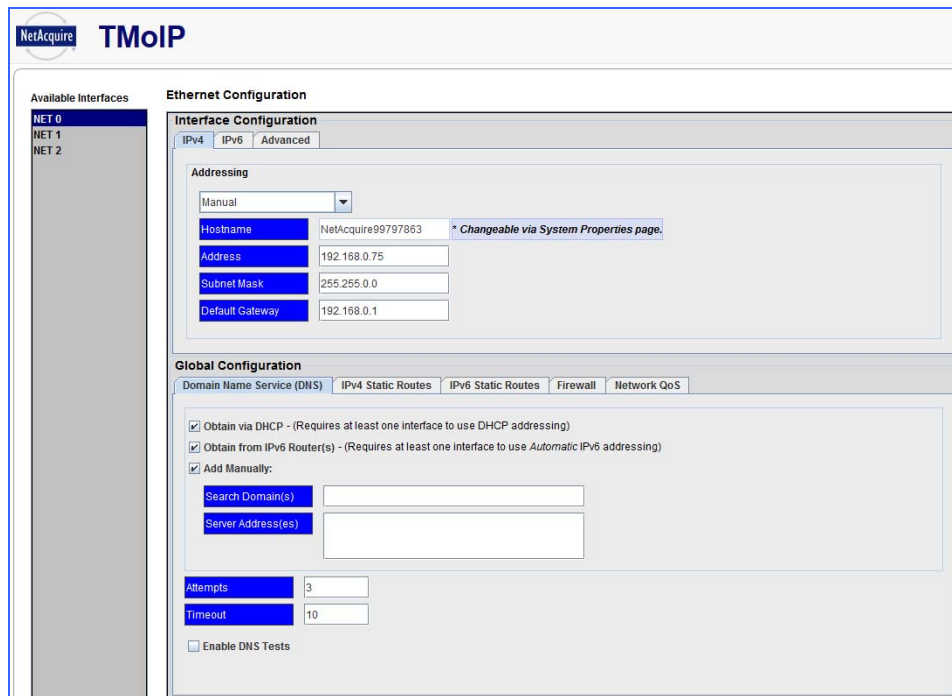 NetAcquire
TMoIP
Available Interfaces
NET 0
NET 1
NET 2
Ethernet Configuration
Interface Configuration
IPv4 IPv6 Advanced
Addressing
Manual
Hostname NetAcquire99797863 * Changeable via System Properties page.
Address 192.168.0.75
Subnet Mask 255.255.0.0
Default Gateway 192.168.0.1
Global Configuration
Domain Name Service (DNS) IPv4 Static Routes IPv6 Static Routes Firewall Network QoS
Obtain via DHCP - (Requires at least one interface to use DHCP addressing)
Obtain from IPv6 Router(s) - (Requires at least one interface to use Automatic IPv6 addressing)
Add Manually:
Search Domain(s)
Server Address(es)
Attempts 3
Timeout 10
Enable DNS Tests